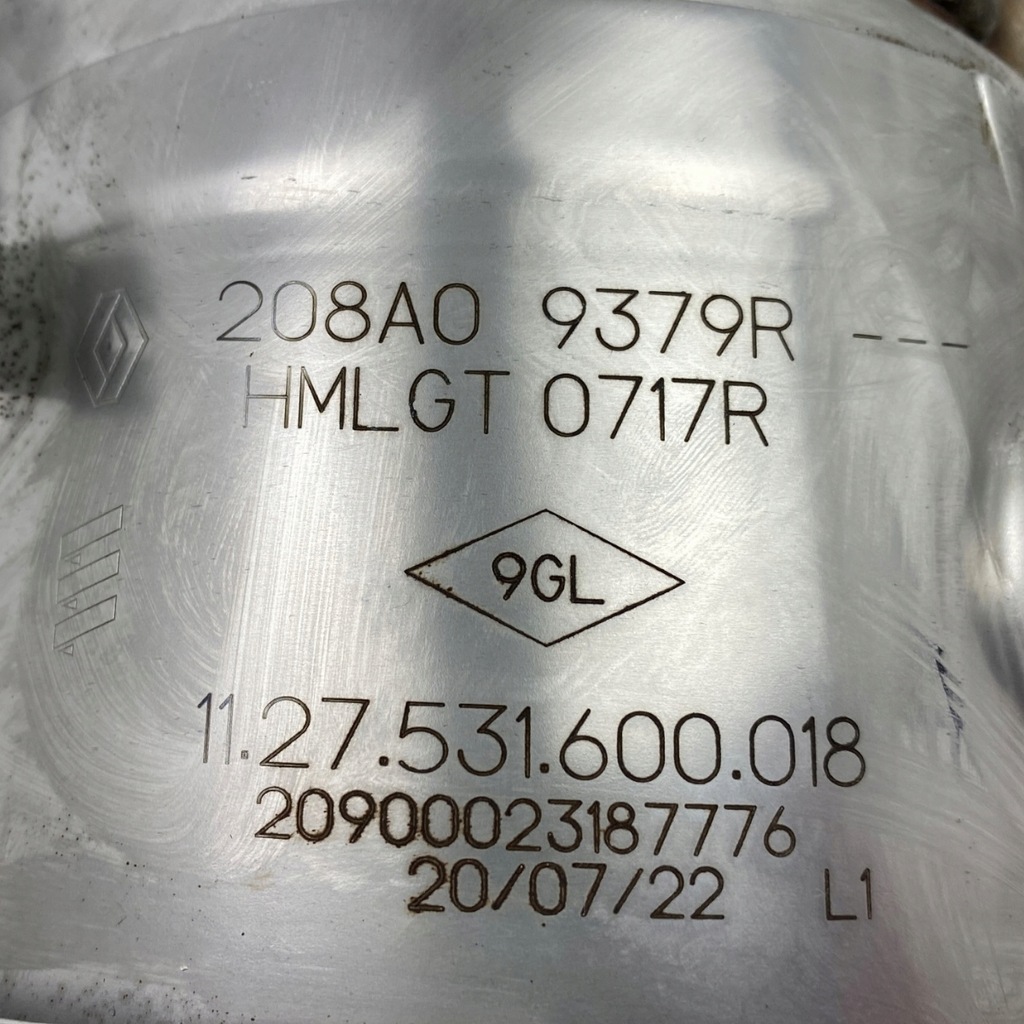 208A0 9379R ---
HMLGT 0717R
9GL
11.27.531.600.018
20900023187776
20/07/22 L1